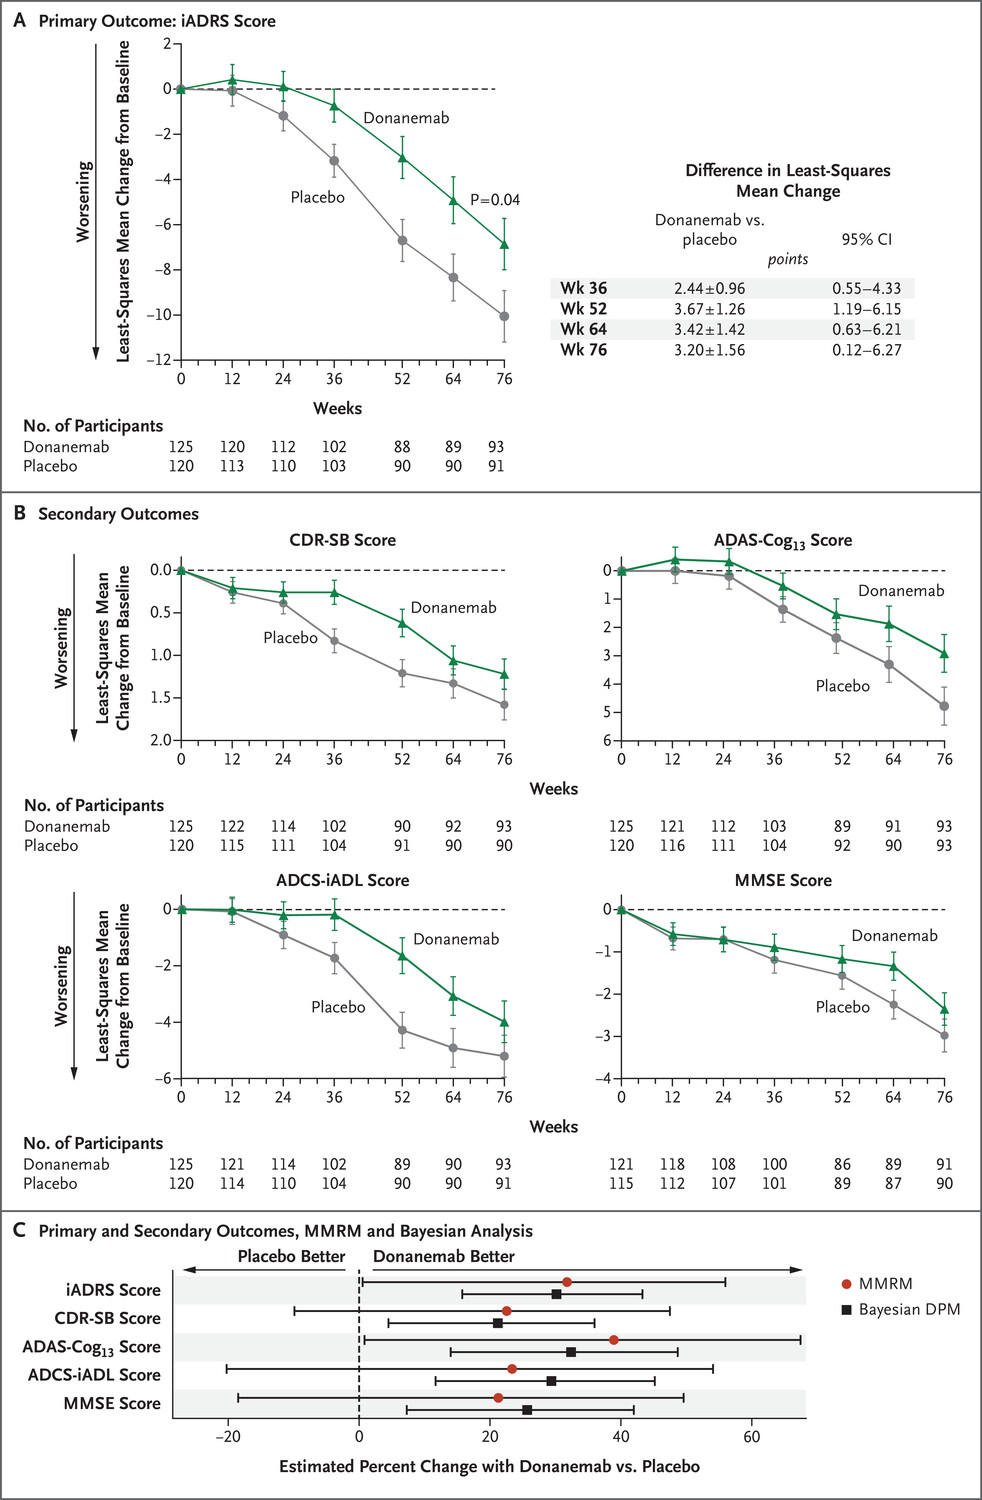 A Primary Outcome: iADRS Score
Worsening
Least-Squares Mean Change from Baseline
2
0
−2
−4
−6
−8
−10
−12
Donanemab
Placebo
P=0.04
0 12 24 36 52 64 76
Weeks
Difference in Least-Squares
Mean Change
Donanemab vs.
placebo 95% CI
points
Wk 36 2.44±0.96 0.55–4.33
Wk 52 3.67±1.26 1.19–6.15
Wk 64 3.42±1.42 0.63–6.21
Wk 76 3.20±1.56 0.12–6.27
No. of Participants
Donanemab 125 120 112 102 88 89 93
Placebo 120 113 110 103 90 90 91
B Secondary Outcomes
CDR-SB Score
Worsening
Least-Squares Mean
Change from Baseline
0.0
0.5
1.0
1.5
2.0
Donanemab
Placebo
0 12 24 36 52 64 76
ADAS-Cog13 Score
0
1
2
3
4
5
6
Donanemab
Placebo
0 12 24 36 52 64 76
Weeks
No. of Participants
Donanemab 125 122 114 102 90 92 93 125 121 112 103 89 91 93
Placebo 120 115 111 104 91 90 90 120 116 111 104 92 90 93
ADCS-iADL Score
Worsening
Least-Squares Mean
Change from Baseline
0
−2
−4
−6
Donanemab
Placebo
0 12 24 36 52 64 76
MMSE Score
0
−1
−2
−3
−4
Donanemab
Placebo
0 12 24 36 52 64 76
Weeks
No. of Participants
Donanemab 125 121 114 102 89 90 93 121 118 108 100 86 89 91
Placebo 120 114 110 104 90 90 91 115 112 107 101 89 87 90
C Primary and Secondary Outcomes, MMRM and Bayesian Analysis
Placebo Better Donanemab Better
iADRS Score
CDR-SB Score
ADAS-Cog13 Score
ADCS-iADL Score
MMSE Score
MMRM
Bayesian DPM
−20 0 20 40 60
Estimated Percent Change with Donanemab vs. Placebo